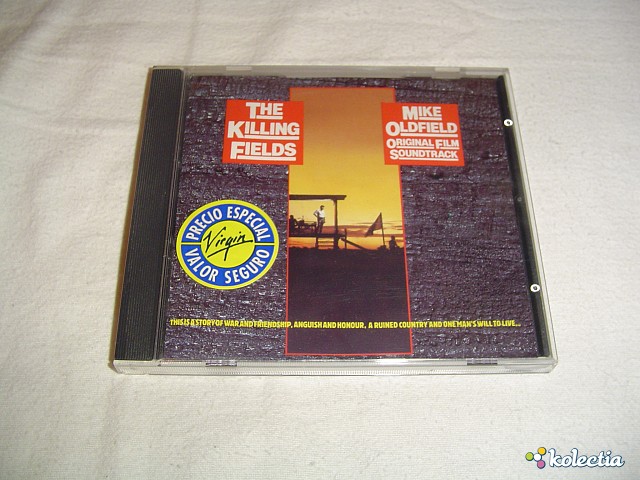 THE
KILLING
FIELDS
MIKE
OLDFIELD
ORIGINAL FILM
SOUNDTRACK
PRECIO ESPECIAL
Virgin
VALOR SEGURO
THIS IS A STORY OF WAR AND FRIENDSHIP, ANGUISH AND HONOUR, A RUINED COUNTRY AND ONE MAN'S WILL TO LIVE...
kolectia